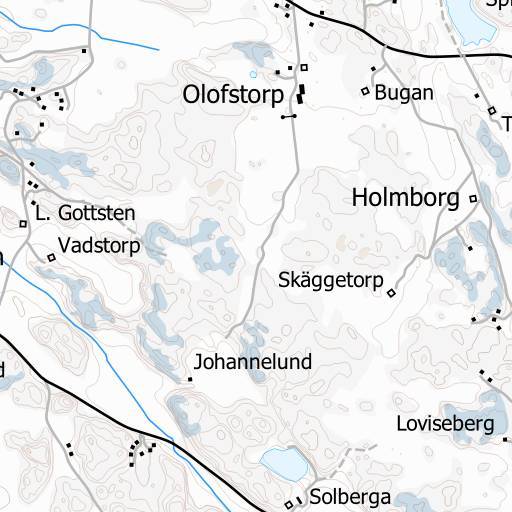 Olofstorp
Bugan
Holmborg
L. Gottsten
Vadstorp
Skäggetorp
Johannelund
Loviseberg
Solberga